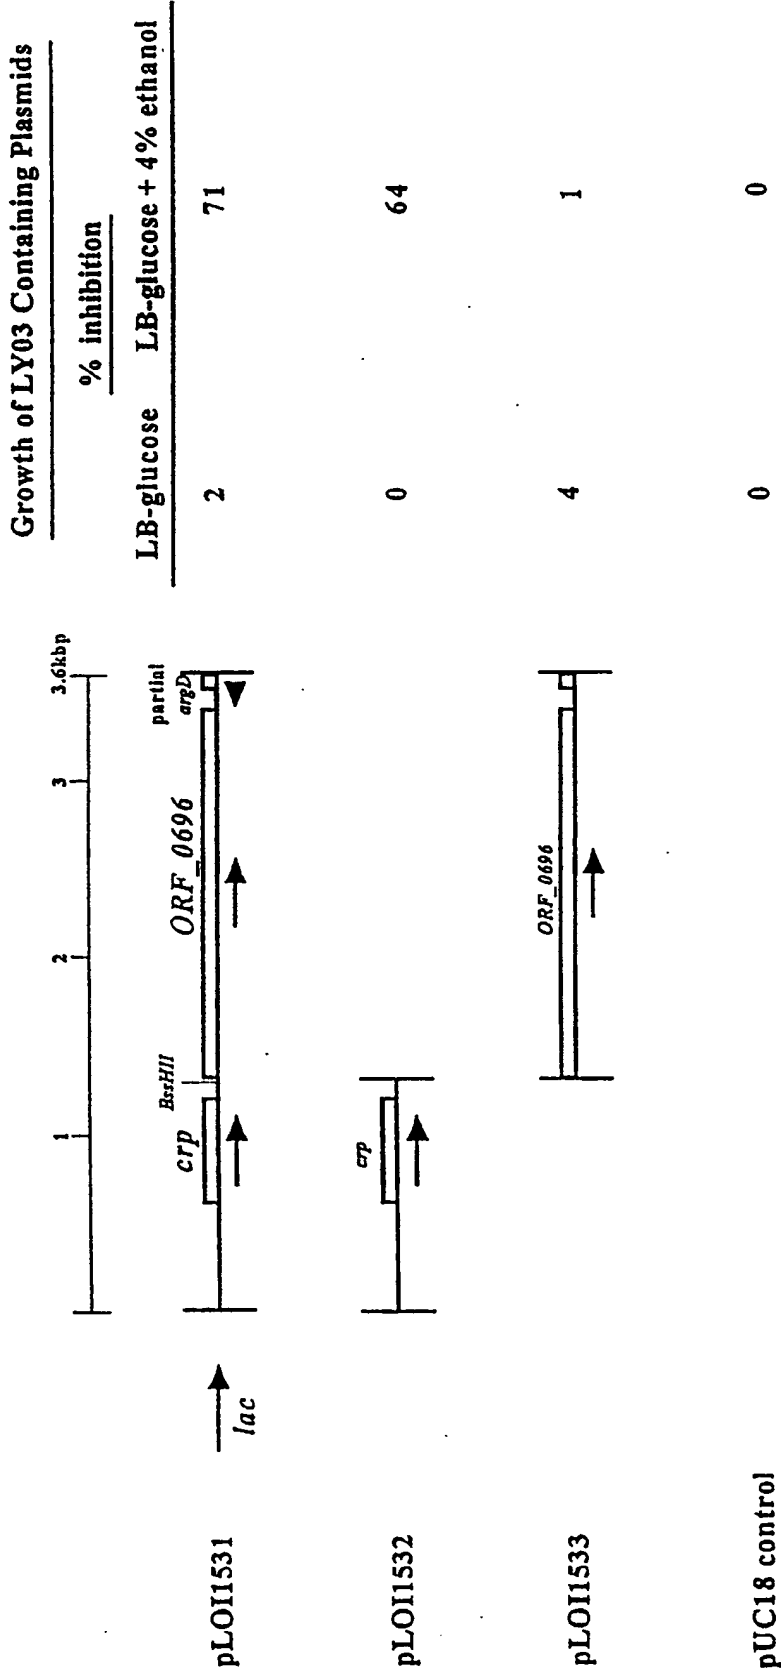 Growth of LY03 Containing Plasmids
% inhibition
LB-glucose LB-glucose + 4% ethanol
1 2 3 3.6kbp
lac
crp BssHII ORF_0696 partial argD
pLOI1531 2 71
crp
pLOI1532 0 64
ORF_0696
pLOI1533 4 1
pUC18 control 0 0